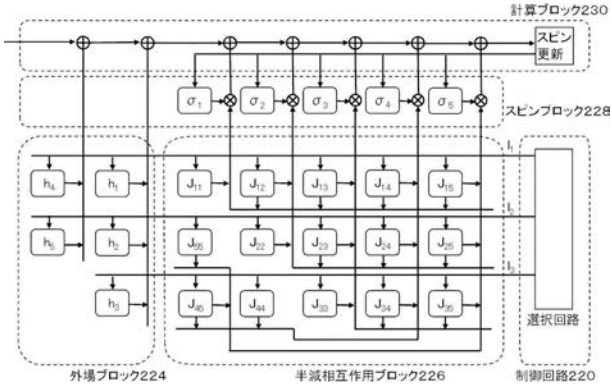 計算ブロック230
スピン
更新
σ1 σ2 σ3 σ4 σ5
スピンブロック228
I1
h4 h1 J11 J12 J13 J14 J15
I2
h5 h2 J55 J22 J23 J24 J25
I3
h3 J45 J44 J33 J34 J35
選択回路
外場ブロック224 半減相互作用ブロック226 制御回路220